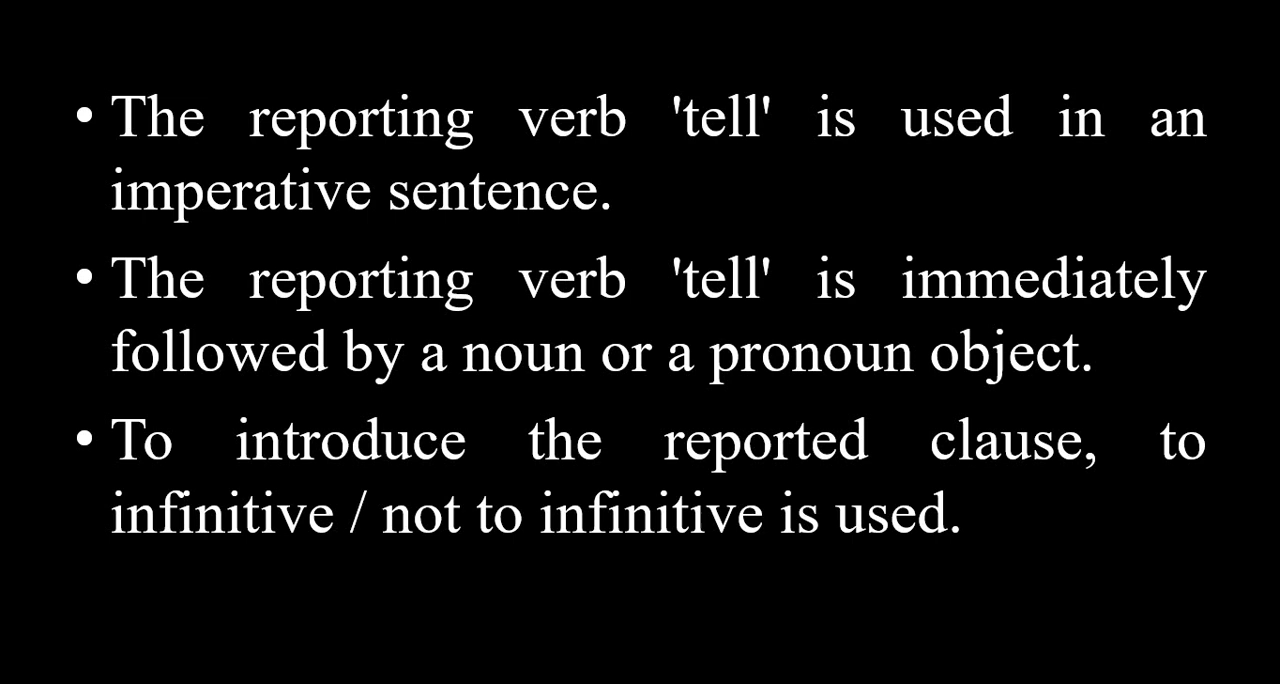 • The reporting verb 'tell' is used in an
imperative sentence.
• The reporting verb 'tell' is immediately
followed by a noun or a pronoun object.
• To introduce the reported clause, to
infinitive / not to infinitive is used.